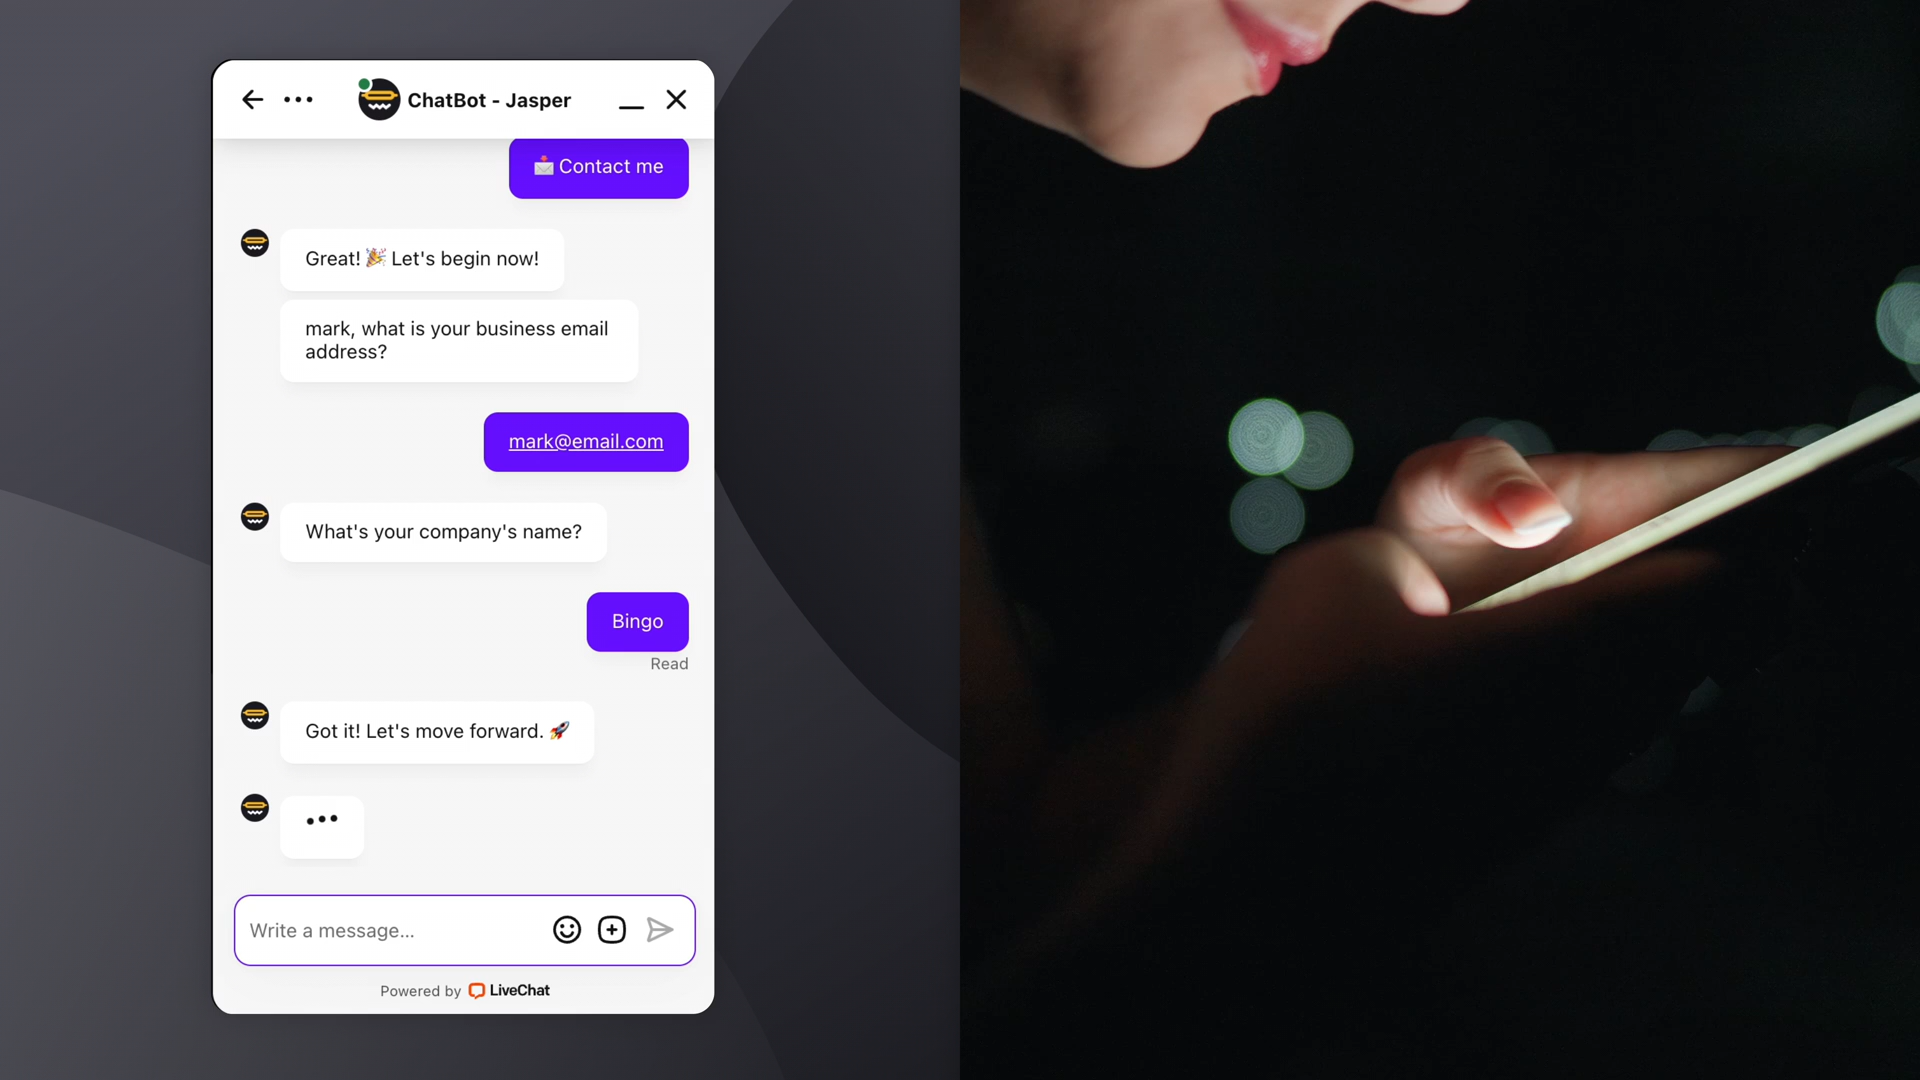 ChatBot - Jasper
📩 Contact me
Great! 🎉 Let's begin now!
mark, what is your business email
address?
mark@email.com
What's your company's name?
Bingo
Read
Got it! Let's move forward. 🚀
Write a message...
Powered by LiveChat